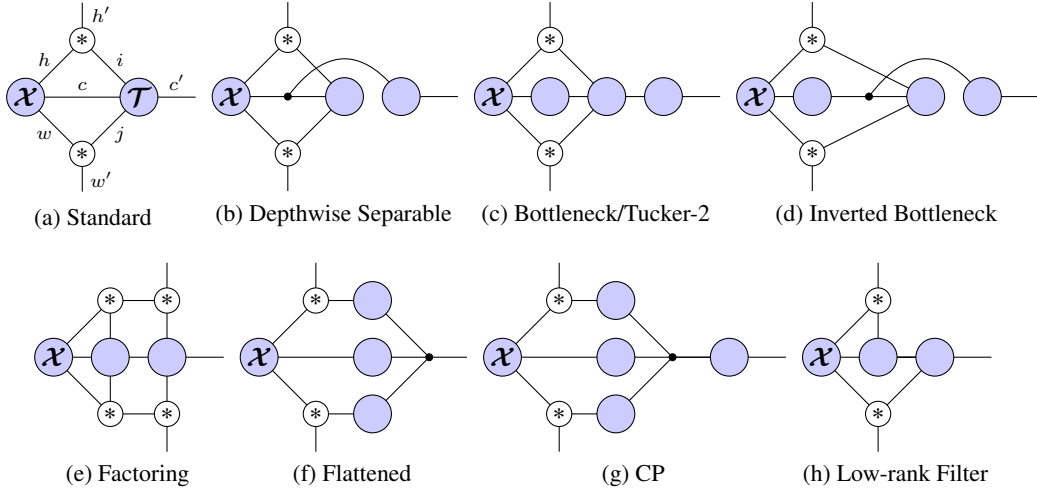 h′
* * * *
h i
𝒳 c 𝒯 c′ 𝒳 𝒳 𝒳
w j
* * * *
w′
(a) Standard (b) Depthwise Separable (c) Bottleneck/Tucker-2 (d) Inverted Bottleneck
* * * * *
𝒳 𝒳 𝒳 𝒳
* * * * *
(e) Factoring (f) Flattened (g) CP (h) Low-rank Filter